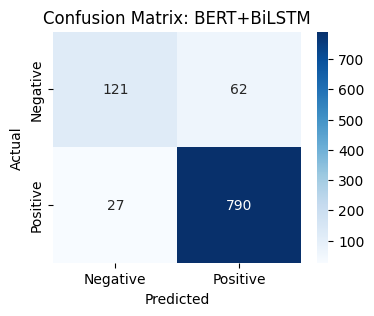 Confusion Matrix: BERT+BiLSTM
Actual
Negative
121
62
Positive
27
790
Negative
Positive
Predicted
700
600
500
400
300
200
100